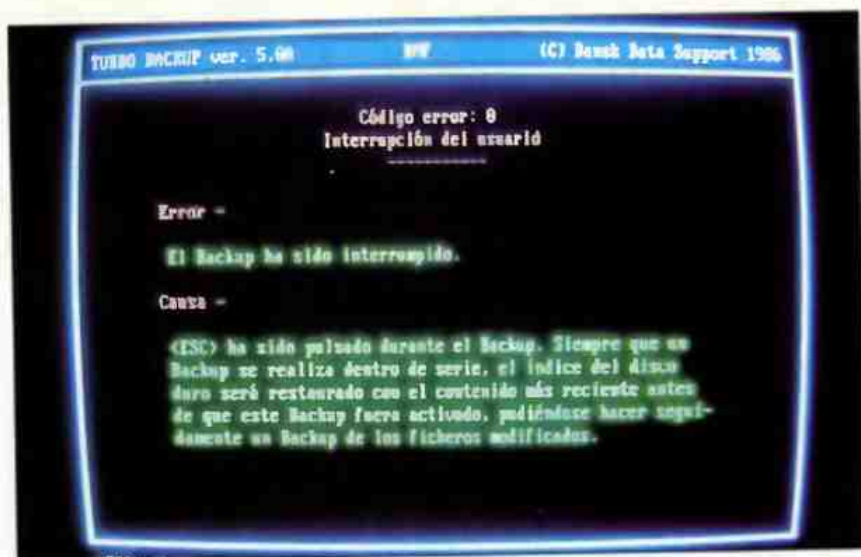 TURBO BACKUP ver. 5.00 (C) Dansk Data Support 1986
Código error: 0
Interrupción del usuario
Error -
El Backup ha sido interrumpido.
Causa -
<ESC> ha sido pulsado durante el Backup. Siempre que un
Backup se realiza dentro de serie, el índice del disco
duro será restaurado con el contenido más reciente antes
de que este Backup fuera activado, pudiéndose hacer segui-
damente un Backup de los ficheros modificados.